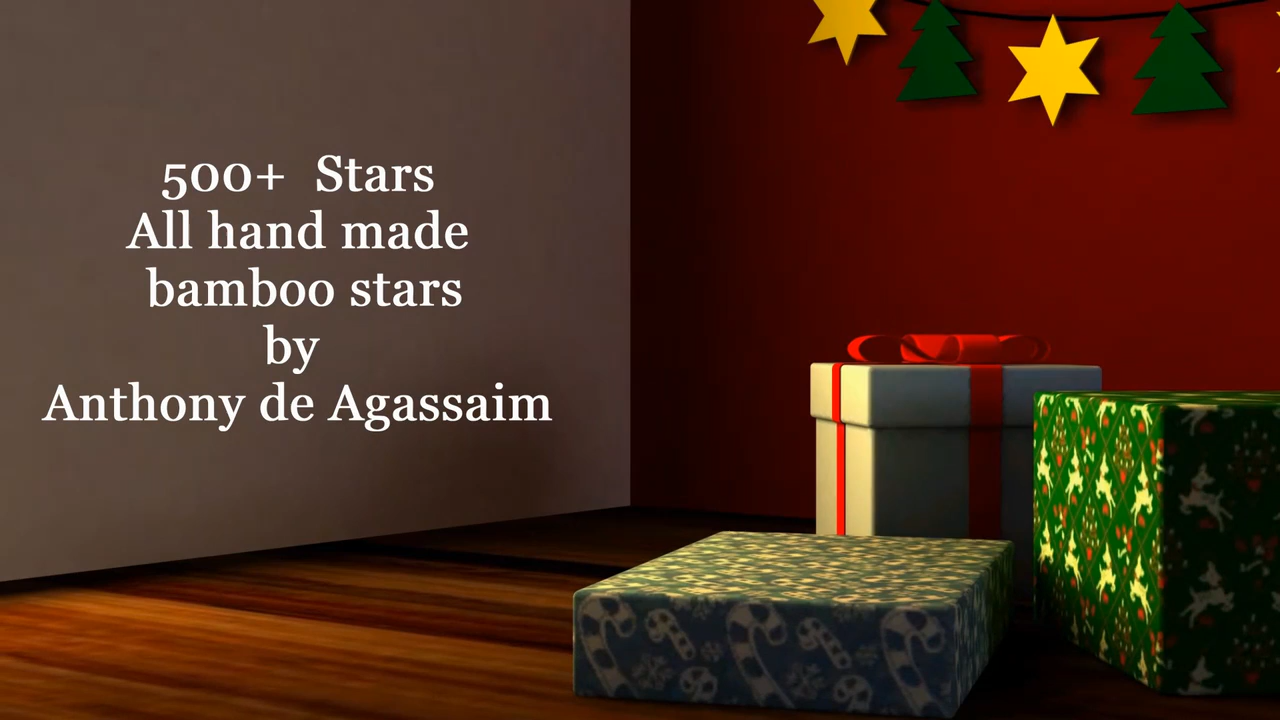 500+ Stars
All hand made
bamboo stars
by
Anthony de Agassaim